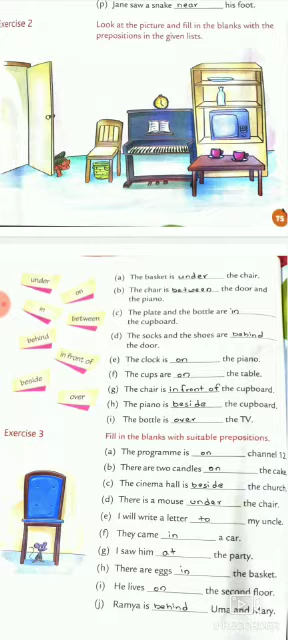 (p) Jane saw a snake near his foot.
Exercise 2
Look at the picture and fill in the blanks with the
prepositions in the given lists.
75
under
on
in
between
behind
in front of
beside
over
(a) The basket is under the chair.
(b) The chair is between the door and
the piano.
(c) The plate and the bottle are in
the cupboard.
(d) The socks and the shoes are behind
the door.
(e) The clock is on the piano.
(f) The cups are on the table.
(g) The chair is in front of the cupboard.
(h) The piano is beside the cupboard.
(i) The bottle is over the TV.
Exercise 3
Fill in the blanks with suitable prepositions.
(a) The programme is on channel 12
(b) There are two candles on the cake
(c) The cinema hall is beside the church
(d) There is a mouse under the chair.
(e) I will write a letter to my uncle.
(f) They came in a car.
(g) I saw him at the party.
(h) There are eggs in the basket.
(i) He lives on the second floor.
(j) Ramya is behind Uma and Mary.
RECORDER